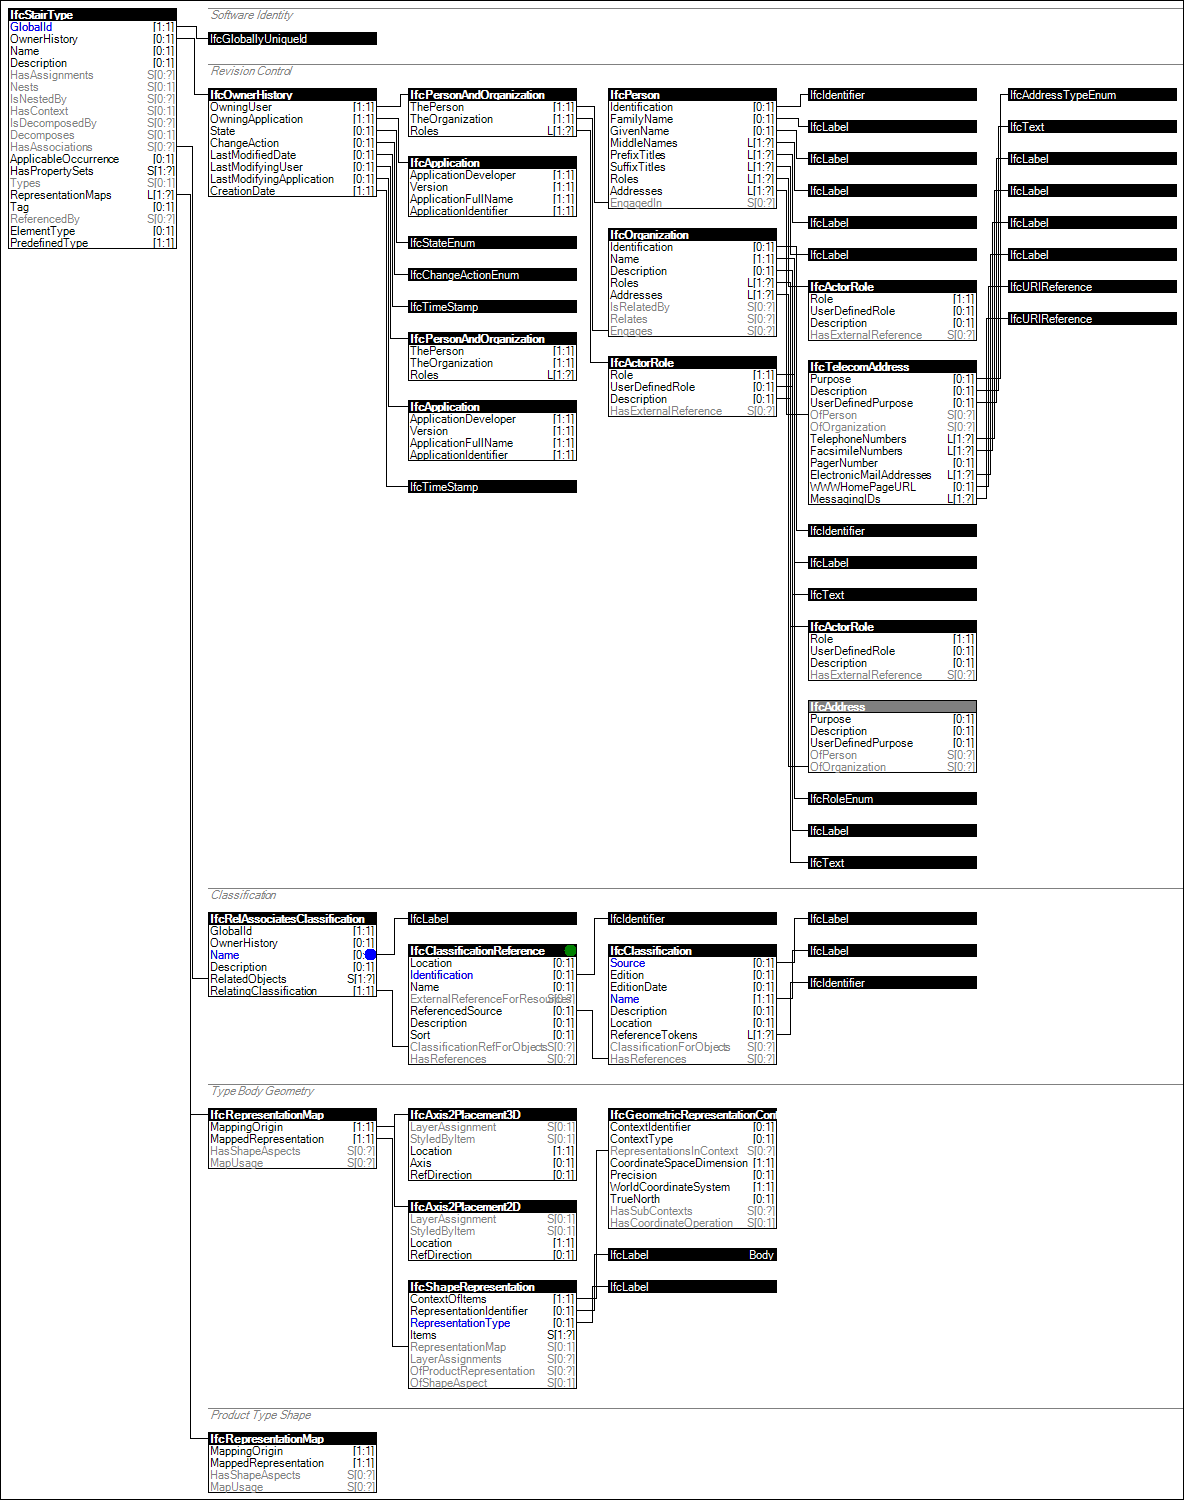 IfcStairType
GlobalId [1:1]
OwnerHistory [0:1]
Name [0:1]
Description [0:1]
HasAssignments S[0:?]
Nests S[0:?]
IsNestedBy S[0:?]
HasContext S[0:1]
IsDecomposedBy S[0:?]
Decomposes S[0:1]
HasAssociations S[0:?]
ApplicableOccurrence [0:1]
HasPropertySets S[1:?]
Types S[0:1]
RepresentationMaps L[1:?]
Tag [0:1]
ReferencedBy S[0:?]
ElementType [0:1]
PredefinedType [1:1]
Software Identity
IfcGloballyUniqueId
Revision Control
IfcOwnerHistory
OwningUser [1:1]
OwningApplication [1:1]
State [0:1]
ChangeAction [0:1]
LastModifiedDate [0:1]
LastModifyingUser [0:1]
LastModifyingApplication [0:1]
CreationDate [1:1]
IfcPersonAndOrganization
ThePerson [1:1]
TheOrganization [1:1]
Roles L[1:?]
IfcApplication
ApplicationDeveloper [1:1]
Version [1:1]
ApplicationFullName [1:1]
ApplicationIdentifier [1:1]
IfcStateEnum
IfcChangeActionEnum
IfcTimeStamp
IfcPersonAndOrganization
ThePerson [1:1]
TheOrganization [1:1]
Roles L[1:?]
IfcApplication
ApplicationDeveloper [1:1]
Version [1:1]
ApplicationFullName [1:1]
ApplicationIdentifier [1:1]
IfcTimeStamp
IfcPerson
Identification [0:1]
FamilyName [0:1]
GivenName [0:1]
MiddleNames L[1:?]
PrefixTitles L[1:?]
SuffixTitles L[1:?]
Roles L[1:?]
Addresses L[1:?]
EngagedIn S[0:?]
IfcOrganization
Identification [0:1]
Name [1:1]
Description [0:1]
Roles L[1:?]
Addresses L[1:?]
IsRelatedBy S[0:?]
Relates S[0:?]
Engages S[0:?]
IfcActorRole
Role [1:1]
UserDefinedRole [0:1]
Description [0:1]
HasExternalReference S[0:?]
IfcIdentifier
IfcLabel
IfcLabel
IfcLabel
IfcLabel
IfcLabel
IfcActorRole
Role [1:1]
UserDefinedRole [0:1]
Description [0:1]
HasExternalReference S[0:?]
IfcTelecomAddress
Purpose [0:1]
Description [0:1]
UserDefinedPurpose [0:1]
OfPerson S[0:?]
OfOrganization S[0:?]
TelephoneNumbers L[1:?]
FacsimileNumbers L[1:?]
PagerNumber [0:1]
ElectronicMailAddresses L[1:?]
WWWHomePageURL [0:1]
MessagingIDs L[1:?]
IfcIdentifier
IfcLabel
IfcText
IfcActorRole
Role [1:1]
UserDefinedRole [0:1]
Description [0:1]
HasExternalReference S[0:?]
IfcAddress
Purpose [0:1]
Description [0:1]
UserDefinedPurpose [0:1]
OfPerson S[0:?]
OfOrganization S[0:?]
IfcRoleEnum
IfcLabel
IfcText
IfcAddressTypeEnum
IfcText
IfcLabel
IfcLabel
IfcLabel
IfcLabel
IfcURIReference
IfcURIReference
Classification
IfcRelAssociatesClassification
GlobalId [1:1]
OwnerHistory [0:1]
Name [0:
Description [0:1]
RelatedObjects S[1:?]
RelatingClassification [1:1]
IfcLabel
IfcClassificationReference
Location [0:1]
Identification [0:1]
Name [0:1]
ExternalReferenceForResources S[0:?]
ReferencedSource [0:1]
Description [0:1]
Sort [0:1]
ClassificationRefForObjects S[0:?]
HasReferences S[0:?]
IfcIdentifier
IfcClassification
Source [0:1]
Edition [0:1]
EditionDate [0:1]
Name [1:1]
Description [0:1]
Location [0:1]
ReferenceTokens L[1:?]
ClassificationForObjects S[0:?]
HasReferences S[0:?]
IfcLabel
IfcLabel
IfcIdentifier
Type Body Geometry
IfcRepresentationMap
MappingOrigin [1:1]
MappedRepresentation [1:1]
HasShapeAspects S[0:?]
MapUsage S[0:?]
IfcAxis2Placement3D
LayerAssignment S[0:1]
StyledByItem S[0:1]
Location [1:1]
Axis [0:1]
RefDirection [0:1]
IfcAxis2Placement2D
LayerAssignment S[0:1]
StyledByItem S[0:1]
Location [1:1]
RefDirection [0:1]
IfcShapeRepresentation
ContextOfItems [1:1]
RepresentationIdentifier [0:1]
RepresentationType [0:1]
Items S[1:?]
RepresentationMap S[0:1]
LayerAssignments S[0:?]
OfProductRepresentation S[0:?]
OfShapeAspect S[0:1]
IfcGeometricRepresentationCont
ContextIdentifier [0:1]
ContextType [0:1]
RepresentationsInContext S[0:?]
CoordinateSpaceDimension [1:1]
Precision [0:1]
WorldCoordinateSystem [1:1]
TrueNorth [0:1]
HasSubContexts S[0:?]
HasCoordinateOperation S[0:1]
IfcLabel Body
IfcLabel
Product Type Shape
IfcRepresentationMap
MappingOrigin [1:1]
MappedRepresentation [1:1]
HasShapeAspects S[0:?]
MapUsage S[0:?]